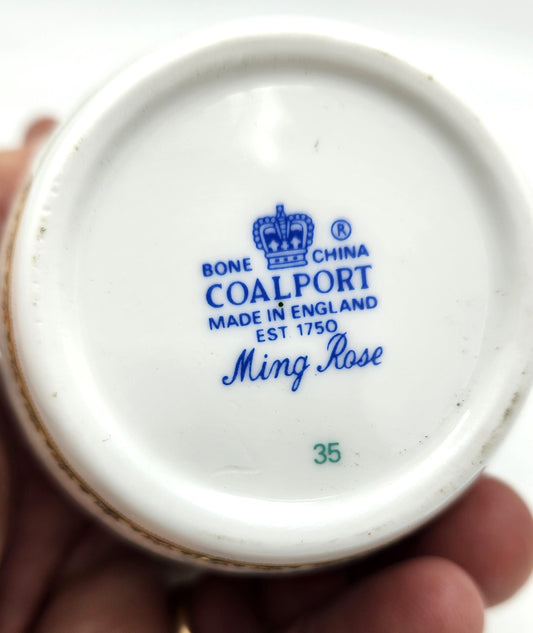 ®
BONE CHINA
COALPORT
MADE IN ENGLAND
EST 1750
Ming Rose
35